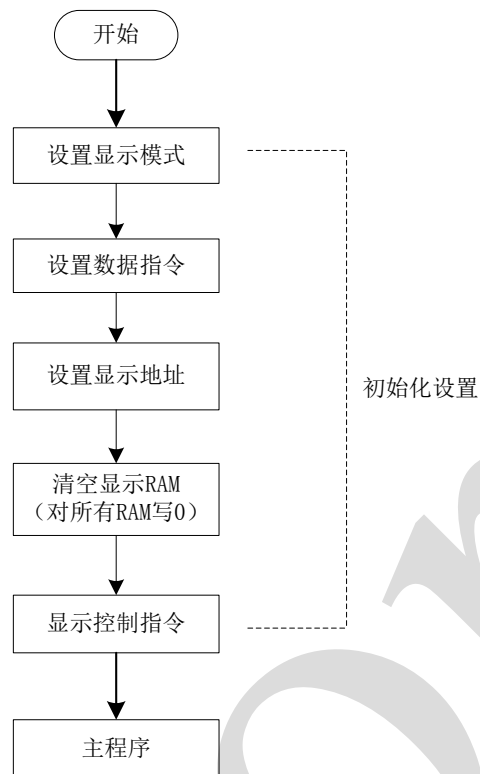 开始
设置显示模式
设置数据指令
设置显示地址
初始化设置
清空显示RAM
（对所有RAM写0）
显示控制指令
主程序